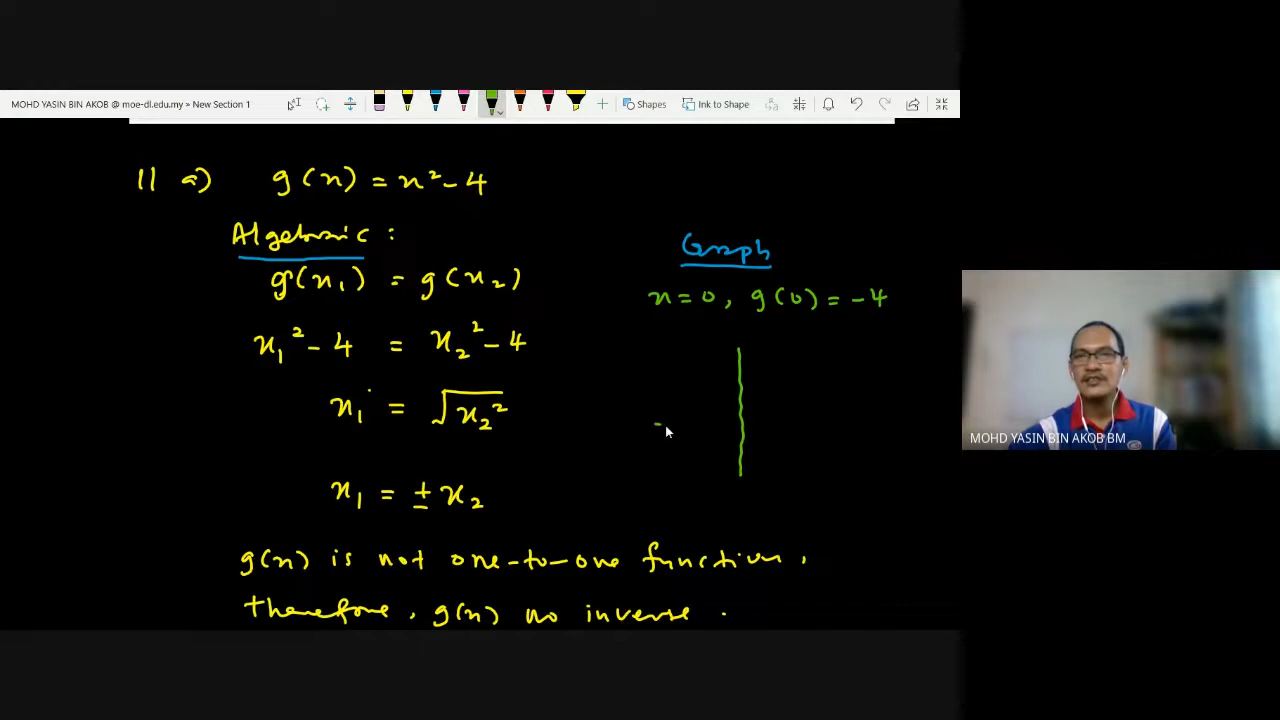 MOHD YASIN BIN AKOB @ moe-dl.edu.my » New Section 1
Shapes
Ink to Shape
11 a) g(x) = x² - 4
Algebraic :
g(x₁) = g(x₂)
x₁² - 4 = x₂² - 4
x₁ = √x₂²
x₁ = ± x₂
g(x) is not one-to-one function,
therefore, g(x) no inverse.
Graph
x = 0, g(0) = -4
MOHD YASIN BIN AKOB BM